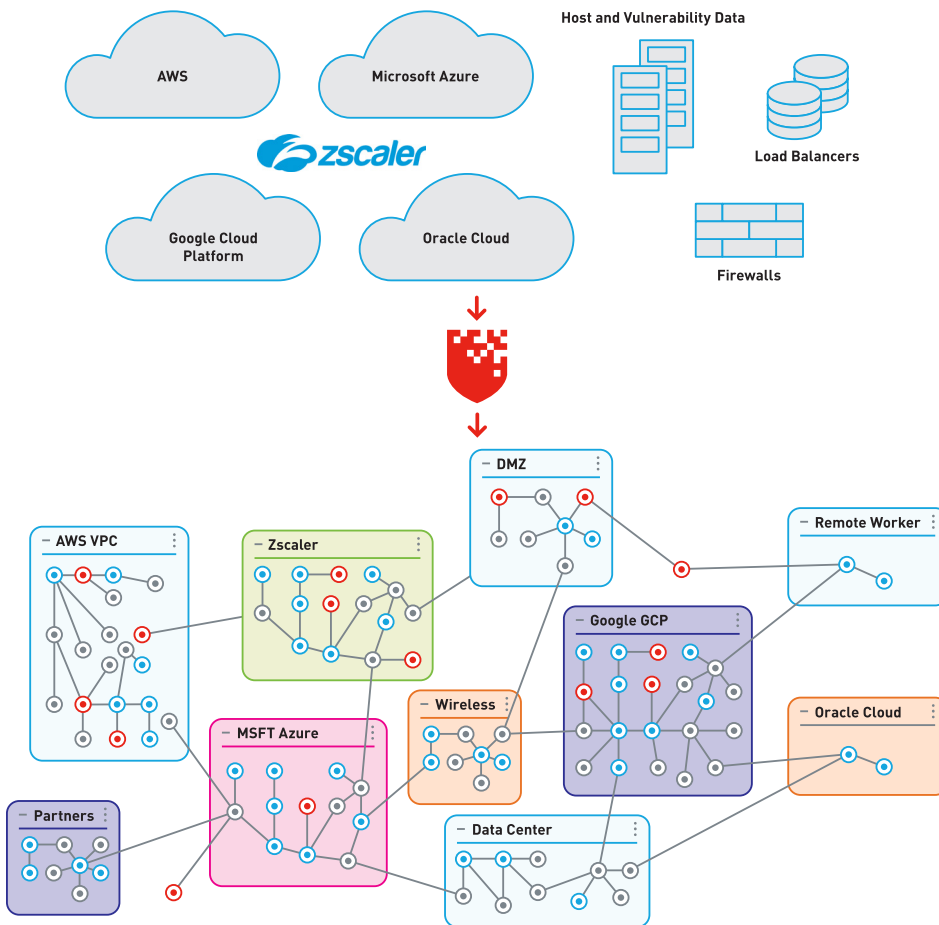 Host and Vulnerability Data
AWS
Microsoft Azure
zscaler
Load Balancers
Google Cloud
Platform
Oracle Cloud
Firewalls
DMZ
AWS VPC
Zscaler
Remote Worker
Google GCP
Wireless
Oracle Cloud
MSFT Azure
Partners
Data Center